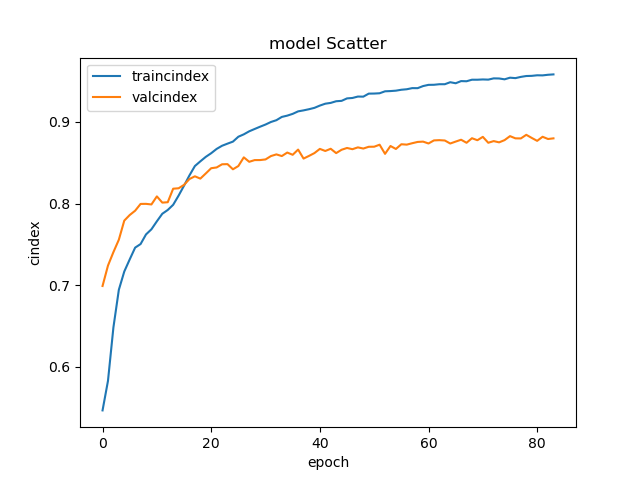 model Scatter
traincindex
valcindex
0.9
0.8
0.7
0.6
cindex
0 20 40 60 80
epoch